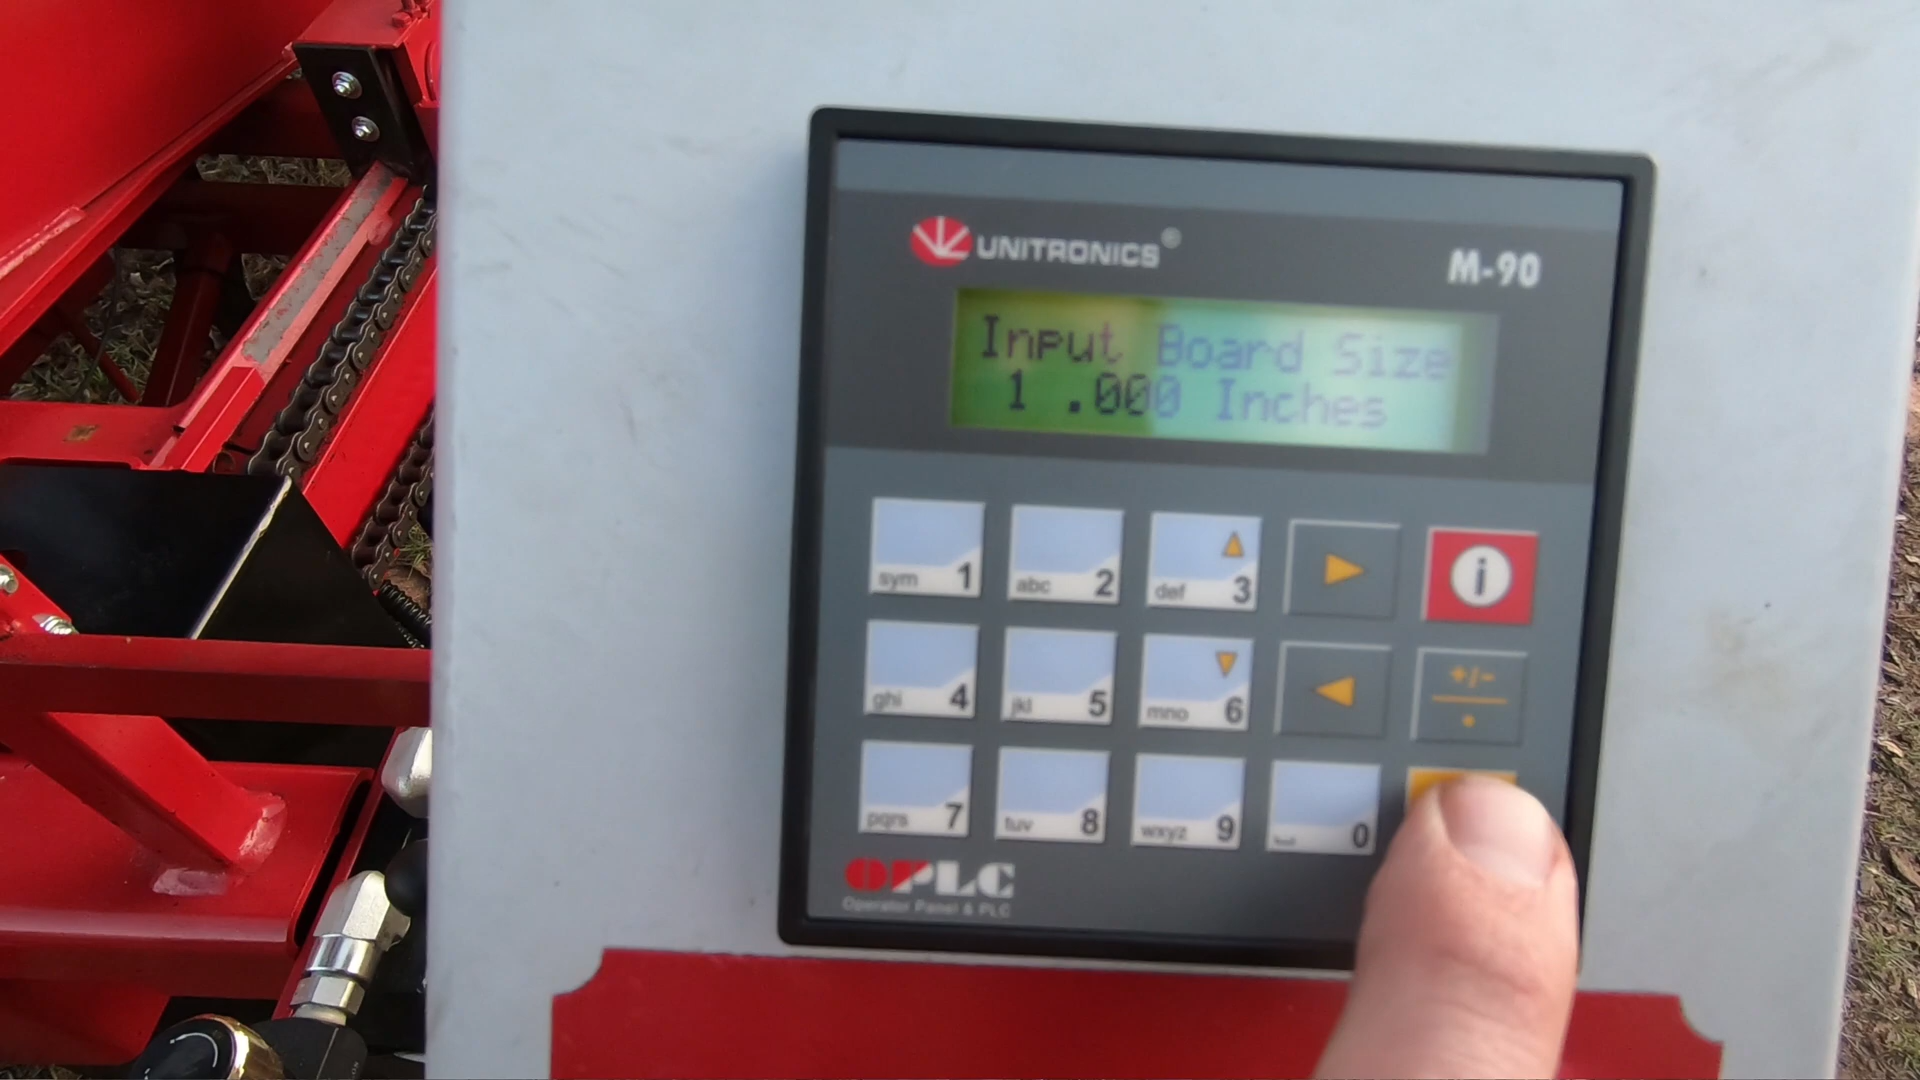 UNITRONICS®
M-90
Input Board Size
1 .000 Inches
sym 1
abc 2
def 3
i
ghi 4
jkl 5
mno 6
+/-
.
pqrs 7
tuv 8
wxyz 9
0
OPLC
Operator Panel & PLC